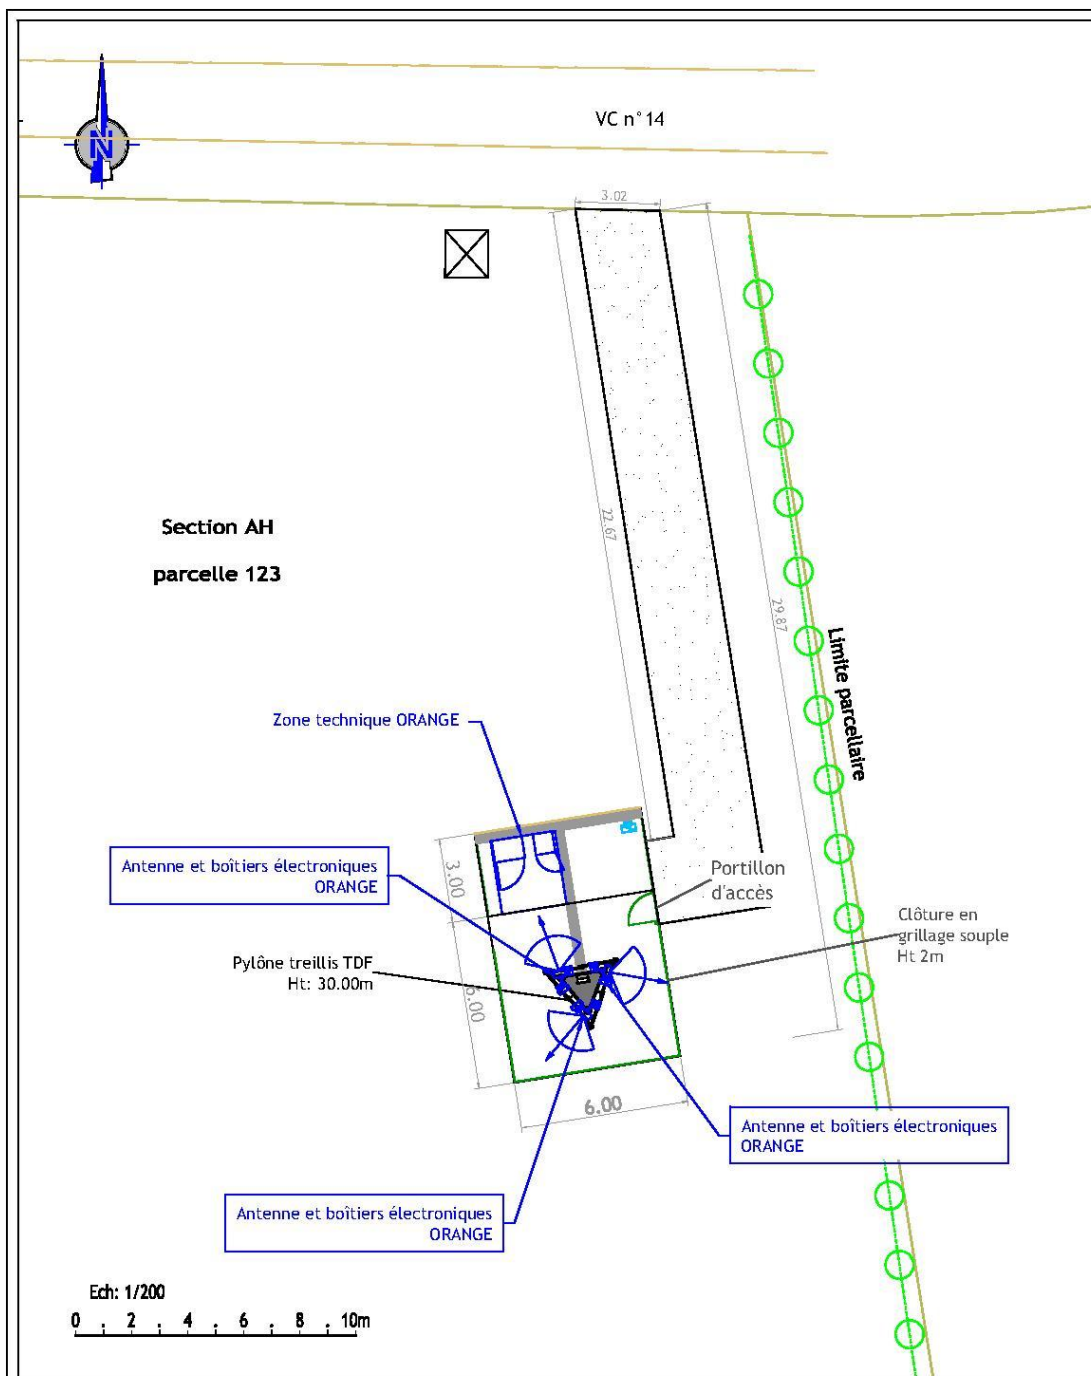 VC n°14
N
3.02
22.67
29.87
Section AH
parcelle 123
Limite parcellaire
Zone technique ORANGE
Antenne et boîtiers électroniques
ORANGE
3.00
Portillon
d'accès
Clôture en
grillage souple
Ht 2m
Pylône treillis TDF
Ht: 30.00m
6.00
6.00
Antenne et boîtiers électroniques
ORANGE
Antenne et boîtiers électroniques
ORANGE
Ech: 1/200
0 . 2 . 4 . 6 . 8 . 10m